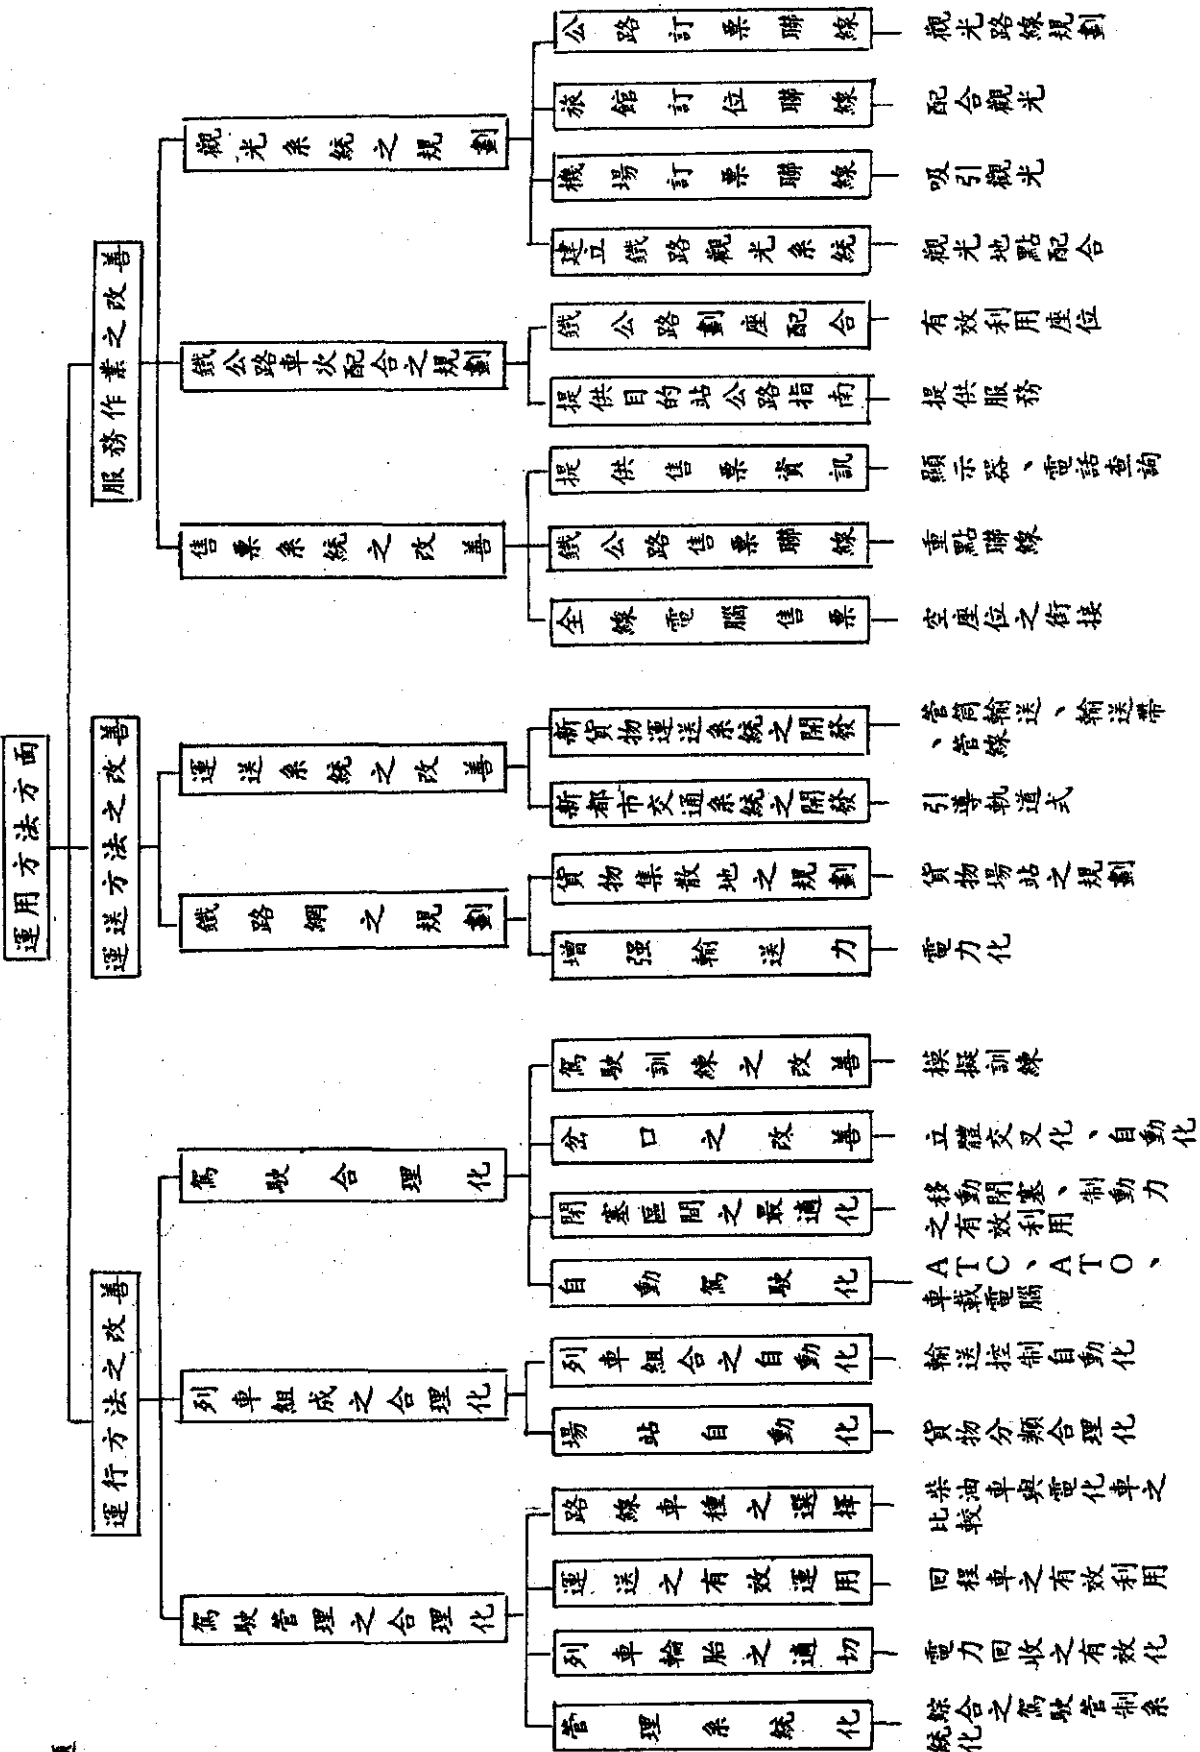 運用方法方面
服務作業之改善
觀光系統之規劃
公路訂票聯線
觀光路線規劃
旅館訂位聯線
配合觀光
機場訂票聯線
吸引觀光
建立鐵路觀光系統
觀光地點配合
鐵公路車次配合之規劃
鐵公路劃座配合
有效利用座位
提供目的站公路指南
提供服務
售票系統之改善
提供售票資訊
顯示器、電話查詢
鐵公路售票聯線
重點聯線
全線電腦售票
空座位之銜接
運送方法之改善
運送系統之改善
新貨物運送系統之開發
管筒輸送、輸送帶
、管線
新都市交通系統之開發
引導軌道式
鐵路網之規劃
貨物集散地之規劃
貨物場站之規劃
增强輸送力
電力化
運行方法之改善
駕駛合理化
駕駛訓練之改善
模擬訓練
岔口之改善
立體交叉化、自動化
閉塞區間之最適化
移動閉塞、制動力
之有效利用
自動駕駛化
ATC、ATO、
車載電腦
列車組成之合理化
列車組合之自動化
輸送控制自動化
場站自動化
貨物分類合理化
駕駛管理之合理化
路線車種之選擇
柴油車與電化車之
比較
運送之有效運用
回程車之有效利用
列車輪胎之適切
電力回收之有效化
管理系統化
綜合之駕駛管制系
統化